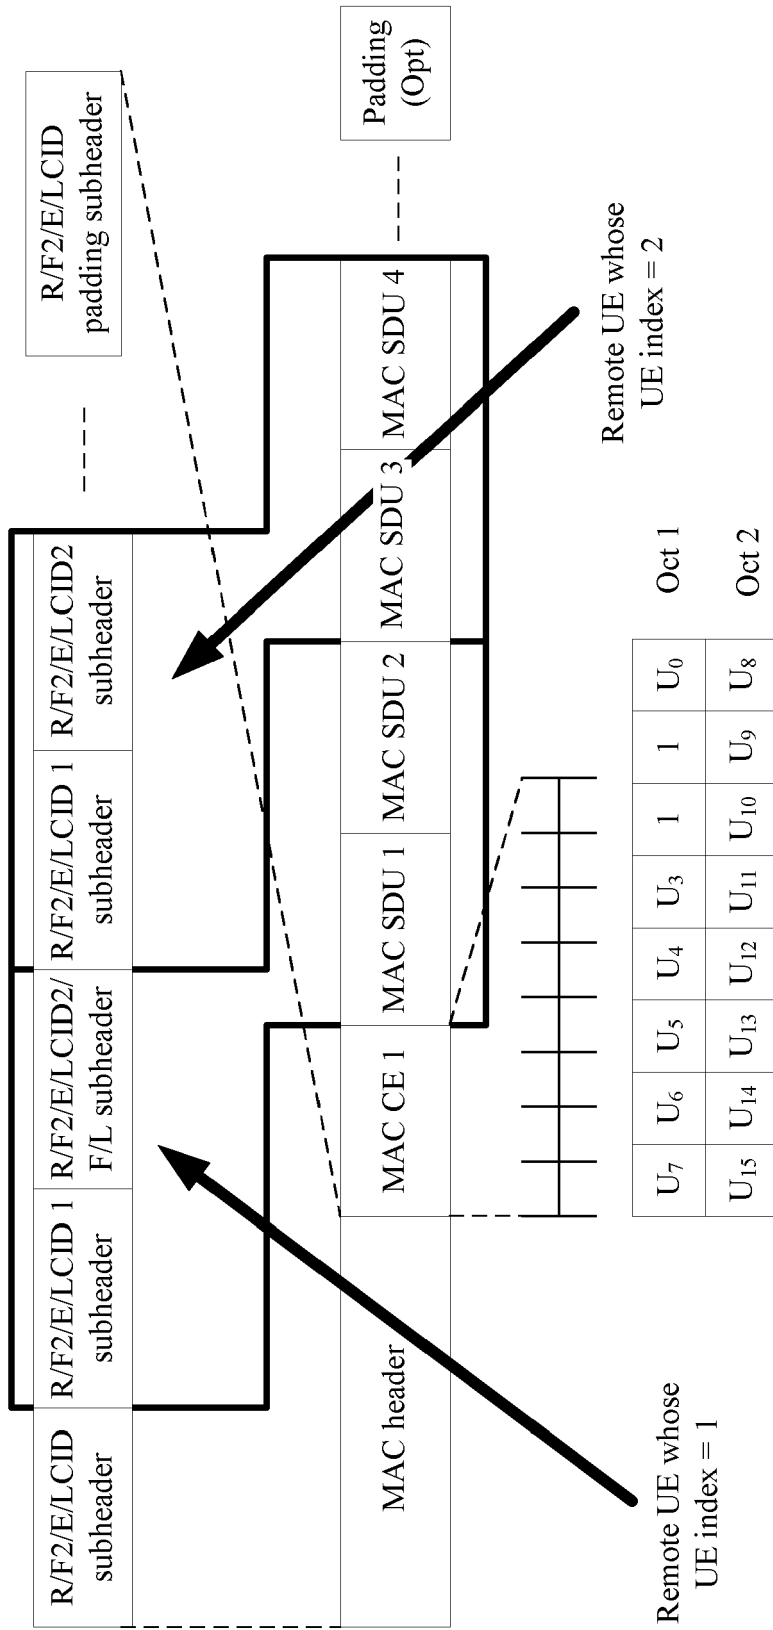 R/F2/E/LCID
subheader
R/F2/E/LCID 1
subheader
R/F2/E/LCID2/
F/L subheader
R/F2/E/LCID 1
subheader
R/F2/E/LCID2
subheader
R/F2/E/LCID
padding subheader
MAC header
MAC CE 1
MAC SDU 1
MAC SDU 2
MAC SDU 3
MAC SDU 4
Padding
(Opt)
Remote UE whose
UE index = 1
Remote UE whose
UE index = 2
U₇ U₆ U₅ U₄ U₃ 1 1 U₀ Oct 1
U₁₅ U₁₄ U₁₃ U₁₂ U₁₁ U₁₀ U₉ U₈ Oct 2